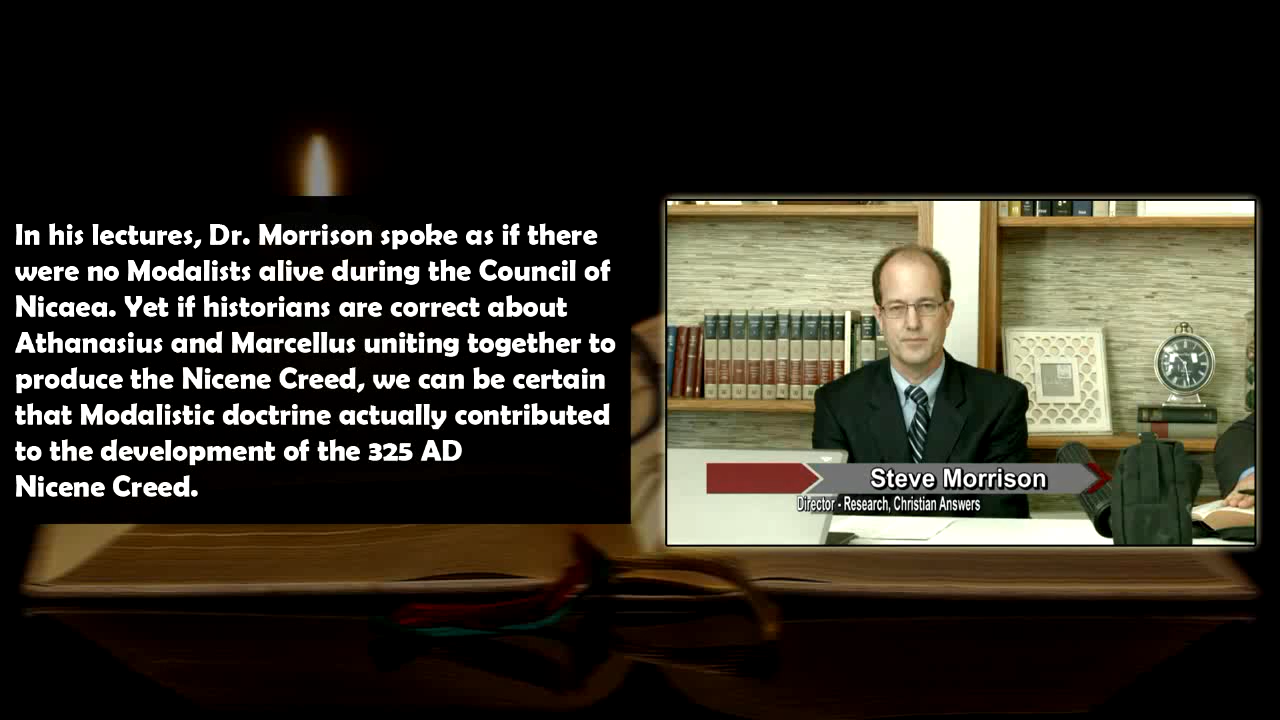 In his lectures, Dr. Morrison spoke as if there
were no Modalists alive during the Council of
Nicaea. Yet if historians are correct about
Athanasius and Marcellus uniting together to
produce the Nicene Creed, we can be certain
that Modalistic doctrine actually contributed
to the development of the 325 AD
Nicene Creed.
Steve Morrison
Director - Research, Christian Answers